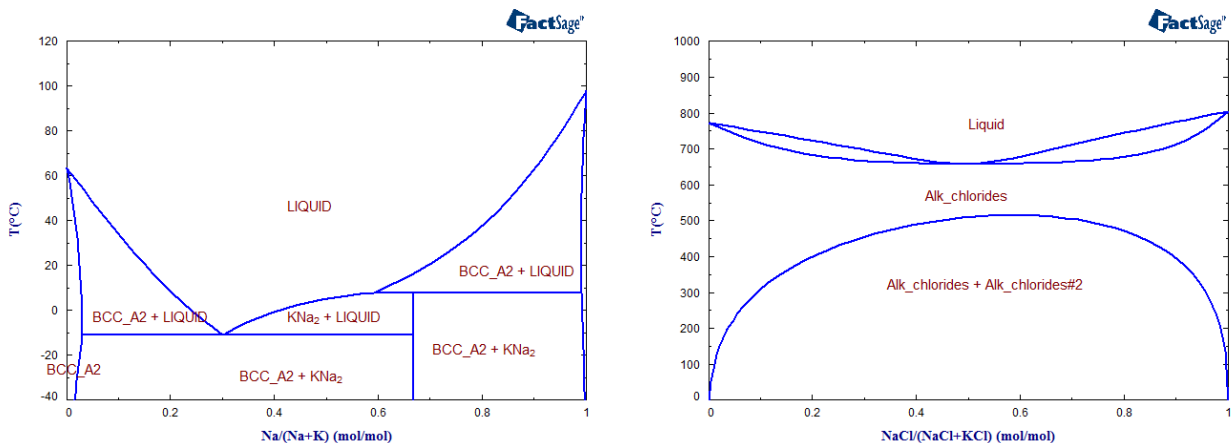 FactSage™
120
100
80
60
40
20
0
-20
-40
T(°C)
LIQUID
BCC_A2 + LIQUID
BCC_A2 + LIQUID
KNa₂ + LIQUID
BCC_A2 + KNa₂
BCC_A2
BCC_A2 + KNa₂
0 0.2 0.4 0.6 0.8 1
Na/(Na+K) (mol/mol)
FactSage™
1000
900
800
700
600
500
400
300
200
100
0
T(°C)
Liquid
Alk_chlorides
Alk_chlorides + Alk_chlorides#2
0 0.2 0.4 0.6 0.8 1
NaCl/(NaCl+KCl) (mol/mol)